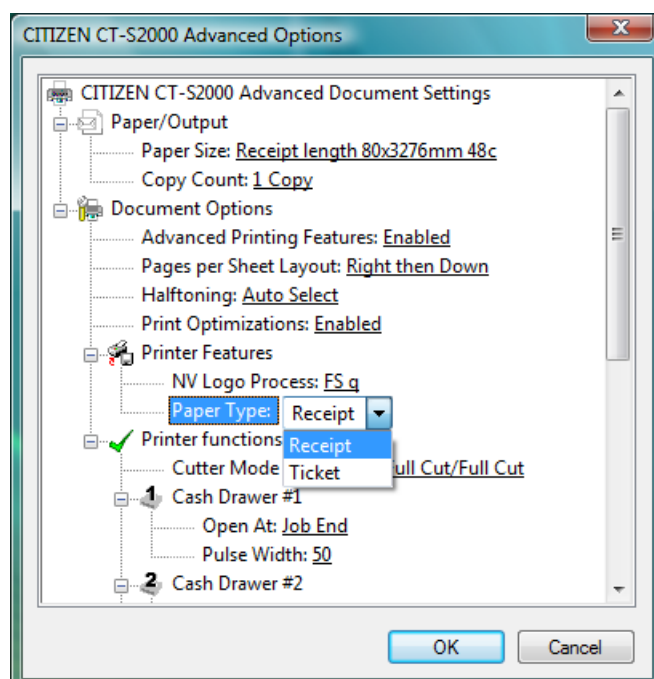 CITIZEN CT-S2000 Advanced Options
CITIZEN CT-S2000 Advanced Document Settings
Paper/Output
Paper Size: Receipt length 80x3276mm 48c
Copy Count: 1 Copy
Document Options
Advanced Printing Features: Enabled
Pages per Sheet Layout: Right then Down
Halftoning: Auto Select
Print Optimizations: Enabled
Printer Features
NV Logo Process: FS q
Paper Type: Receipt
Printer functions Receipt
Cutter Mode Ticket ull Cut/Full Cut
1 Cash Drawer #1
Open At: Job End
Pulse Width: 50
2 Cash Drawer #2
OK Cancel